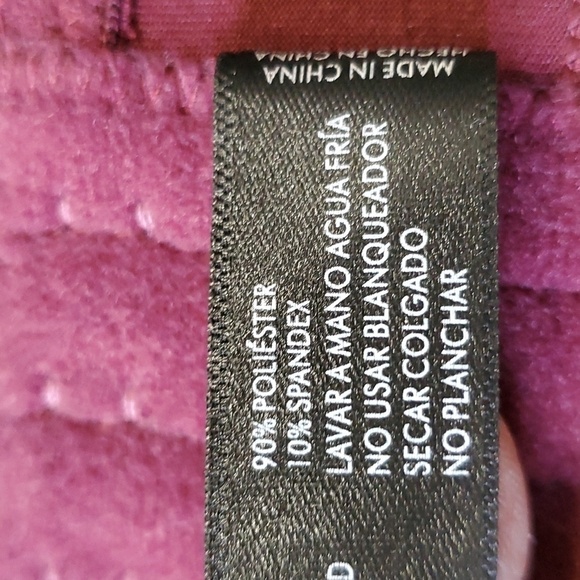 MADE IN CHINA
HECHO EN CHINA
90% POLIÉSTER
10% SPANDEX
LAVAR A MANO AGUA FRÍA
NO USAR BLANQUEADOR
SECAR COLGADO
NO PLANCHAR
D